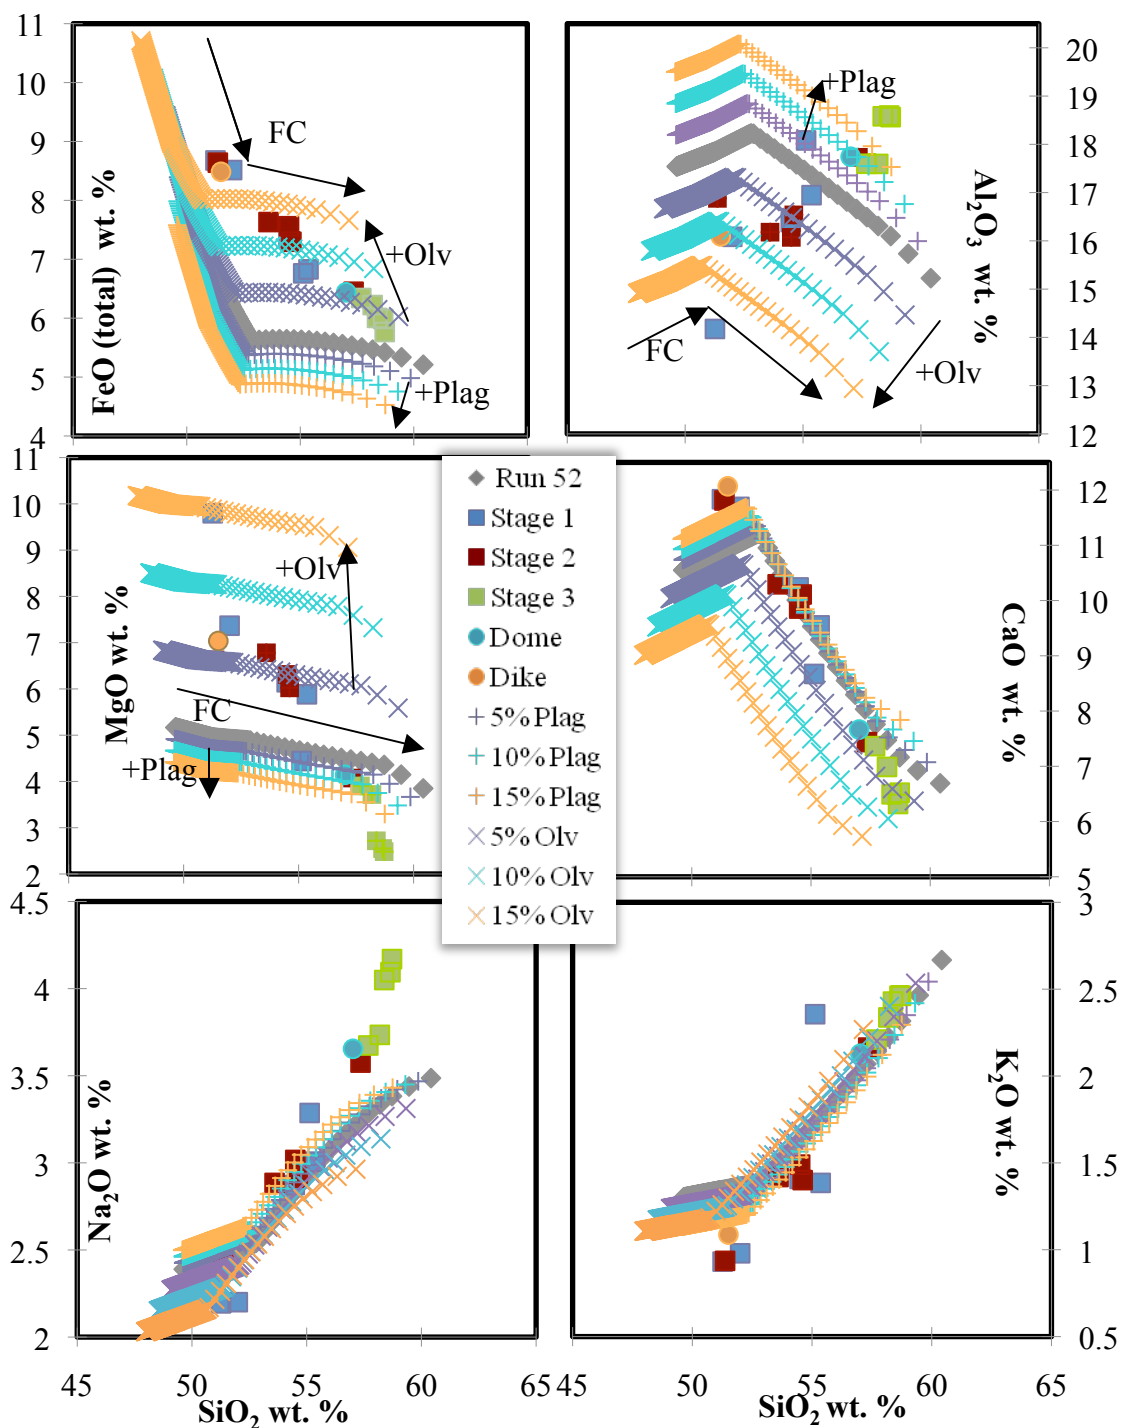 11
10
9
8
7
6
5
4
FeO (total) wt. %
FC
+Olv
+Plag
20
19
18
17
16
15
14
13
12
Al2O3 wt. %
+Plag
FC
+Olv
11
10
9
8
7
6
5
4
3
2
MgO wt. %
+Olv
FC
+Plag
Run 52
Stage 1
Stage 2
Stage 3
Dome
Dike
5% Plag
10% Plag
15% Plag
5% Olv
10% Olv
15% Olv
12
11
10
9
8
7
6
5
CaO wt. %
4.5
4
3.5
3
2.5
2
Na2O wt. %
3
2.5
2
1.5
1
0.5
K2O wt. %
45 50 55 60 65
SiO2 wt. %
45 50 55 60 65
SiO2 wt. %